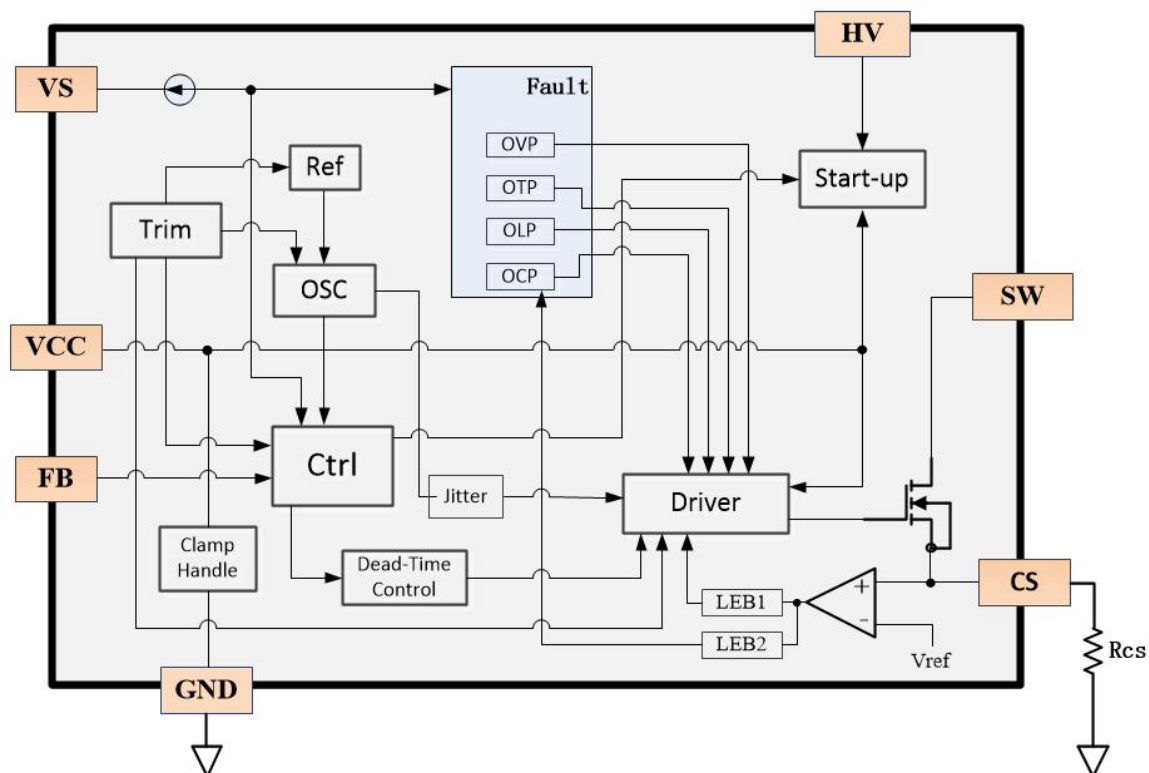 HV
VS
Fault
OVP
Ref
Start-up
OTP
Trim
OLP
OCP
OSC
SW
VCC
Ctrl
FB
Jitter
Driver
Clamp
Handle
Dead-Time
Control
+
CS
LEB1
-
LEB2
Vref
Rcs
GND